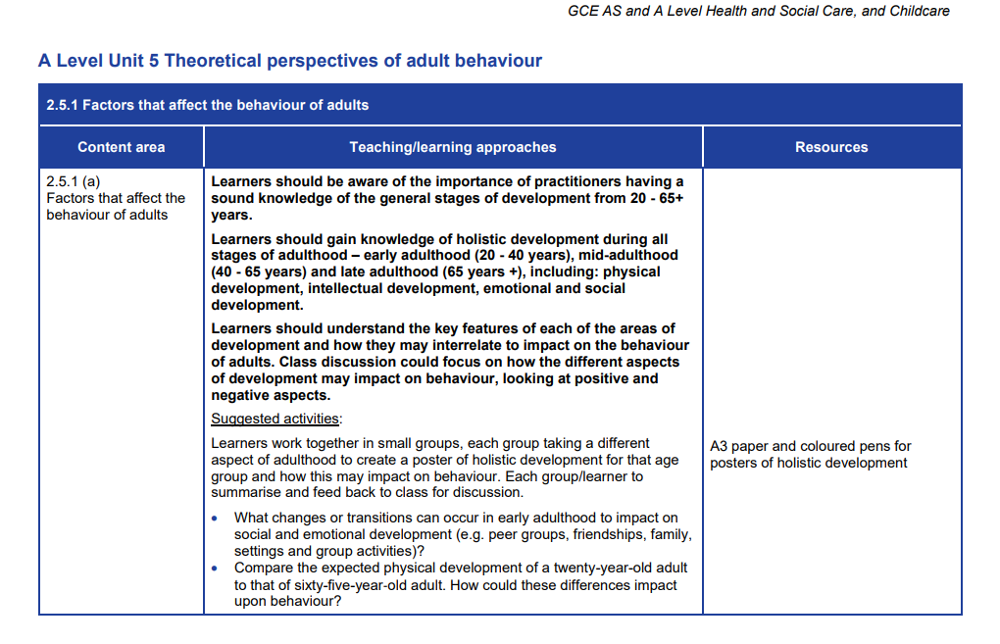 GCE AS and A Level Health and Social Care, and Childcare
A Level Unit 5 Theoretical perspectives of adult behaviour
2.5.1 Factors that affect the behaviour of adults
Content area
Teaching/learning approaches
Resources
2.5.1 (a)
Factors that affect the
behaviour of adults
Learners should be aware of the importance of practitioners having a
sound knowledge of the general stages of development from 20 - 65+
years.
Learners should gain knowledge of holistic development during all
stages of adulthood – early adulthood (20 - 40 years), mid-adulthood
(40 - 65 years) and late adulthood (65 years +), including: physical
development, intellectual development, emotional and social
development.
Learners should understand the key features of each of the areas of
development and how they may interrelate to impact on the behaviour
of adults. Class discussion could focus on how the different aspects
of development may impact on behaviour, looking at positive and
negative aspects.
Suggested activities:
Learners work together in small groups, each group taking a different
aspect of adulthood to create a poster of holistic development for that age
group and how this may impact on behaviour. Each group/learner to
summarise and feed back to class for discussion.
• What changes or transitions can occur in early adulthood to impact on
social and emotional development (e.g. peer groups, friendships, family,
settings and group activities)?
• Compare the expected physical development of a twenty-year-old adult
to that of sixty-five-year-old adult. How could these differences impact
upon behaviour?
A3 paper and coloured pens for
posters of holistic development